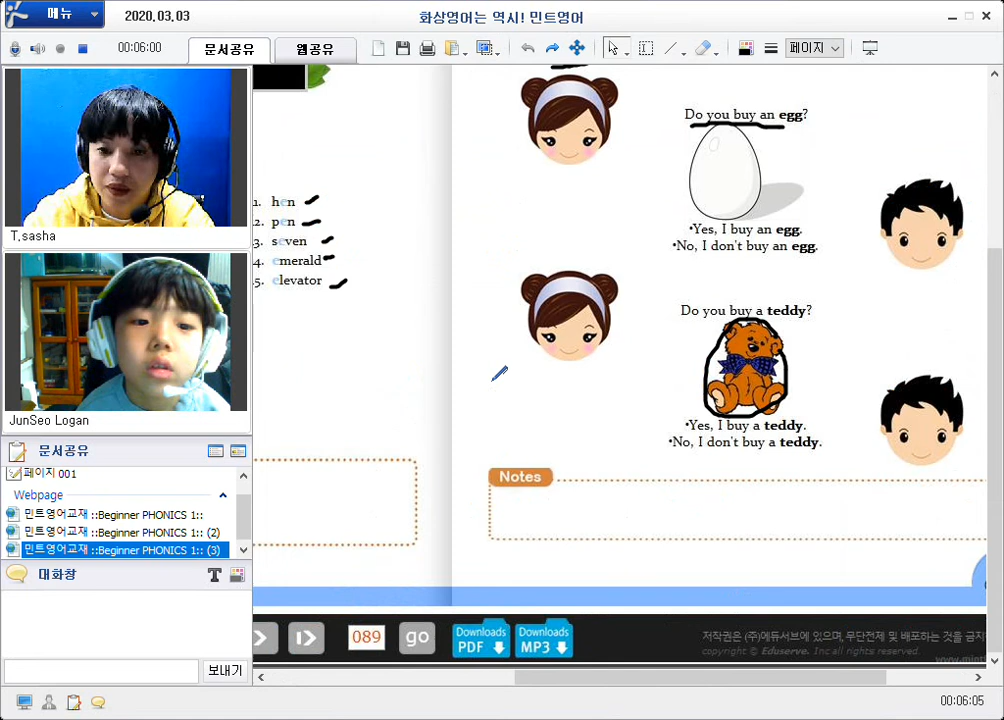 메뉴
2020,03,03
화상영어는 역시! 민트영어
00:06:00
문서공유
웹공유
페이지
T.sasha
JunSeo Logan
문서공유
페이지 001
Webpage
민트영어교재 ::Beginner PHONICS 1::
민트영어교재 ::Beginner PHONICS 1:: (2)
민트영어교재 ::Beginner PHONICS 1:: (3)
대화창
T
보내기
1. hen
2. pen
3. seven
4. emerald
5. elevator
Do you buy an egg?
•Yes, I buy an egg.
•No, I don't buy an egg.
Do you buy a teddy?
•Yes, I buy a teddy.
•No, I don't buy a teddy.
Notes
089
go
Downloads
PDF
Downloads
MP3
저작권은 (주)에듀서브에 있으며, 무단전제 및 배포하는 것을 금지
copyright © Eduserve. Inc all rights reserved.
00:06:05